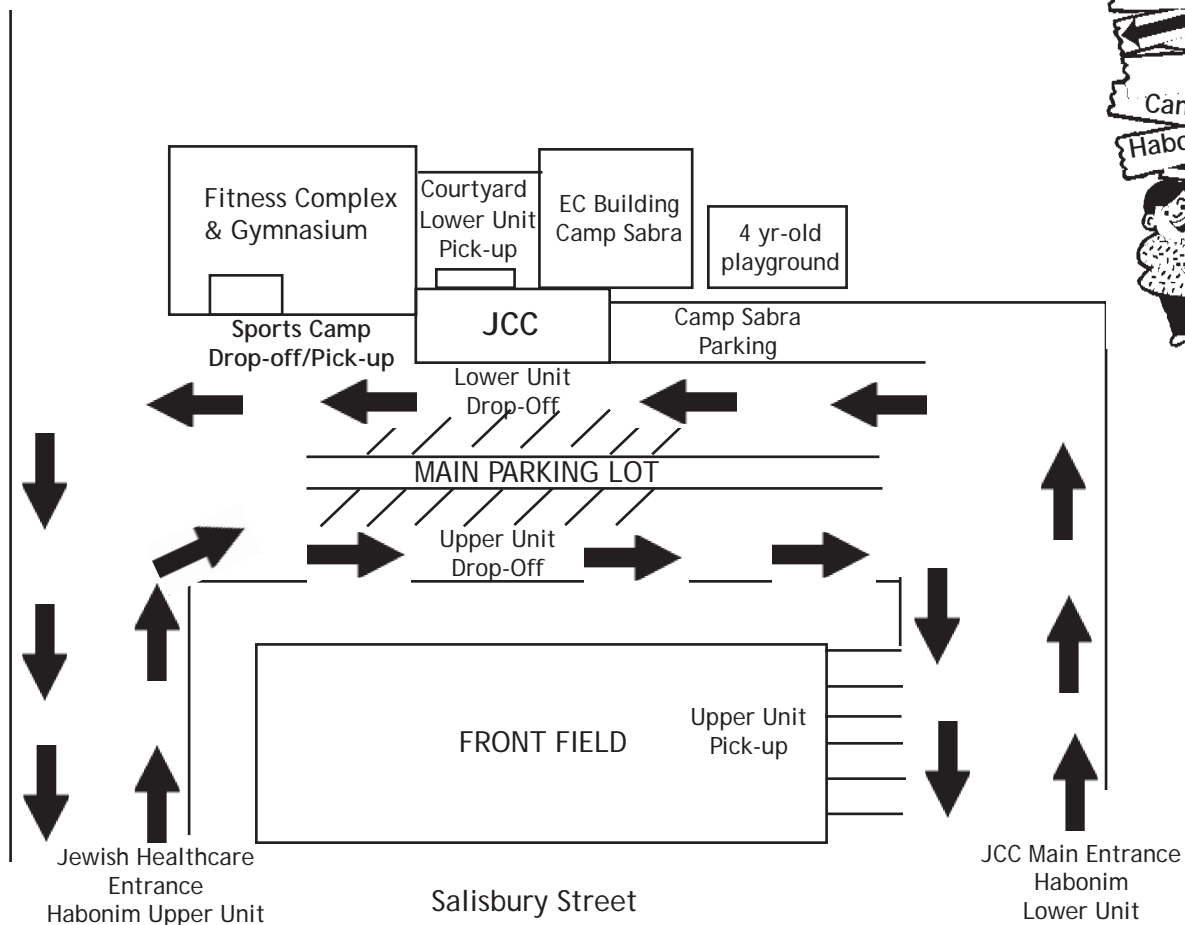 Can
Habo
Fitness Complex
& Gymnasium
Courtyard
Lower Unit
Pick-up
EC Building
Camp Sabra
4 yr-old
playground
JCC
Sports Camp
Drop-off/Pick-up
Camp Sabra
Parking
Lower Unit
Drop-Off
MAIN PARKING LOT
Upper Unit
Drop-Off
FRONT FIELD
Upper Unit
Pick-up
Jewish Healthcare
Entrance
Habonim Upper Unit
Salisbury Street
JCC Main Entrance
Habonim
Lower Unit